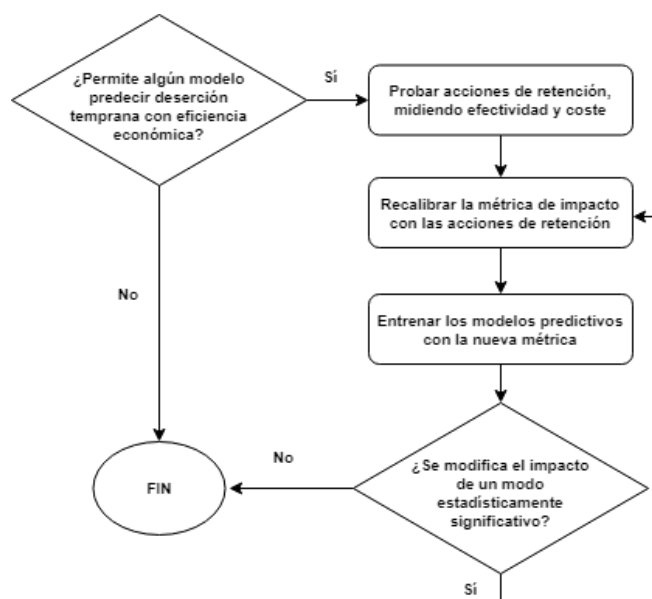 ¿Permite algún modelo
predecir deserción
temprana con eficiencia
económica?
Sí
Probar acciones de retención,
midiendo efectividad y coste
Recalibrar la métrica de impacto
con las acciones de retención
No
Entrenar los modelos predictivos
con la nueva métrica
¿Se modifica el impacto
de un modo
estadísticamente
significativo?
No
FIN
Sí